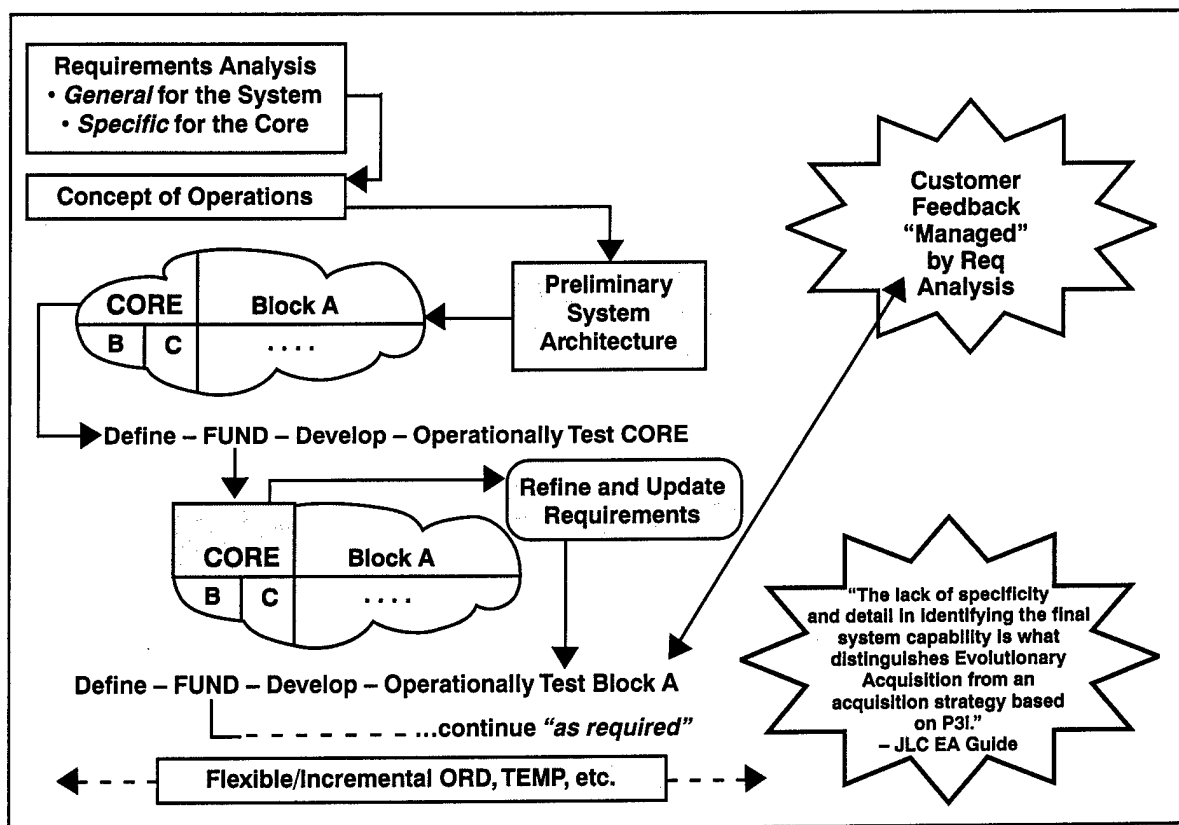 Requirements Analysis
• General for the System
• Specific for the Core
Concept of Operations
Preliminary
System
Architecture
CORE
Block A
B
C
. . . .
Define – FUND – Develop – Operationally Test CORE
Refine and Update
Requirements
CORE
Block A
B
C
. . . .
Define – FUND – Develop – Operationally Test Block A
...continue “as required”
Flexible/Incremental ORD, TEMP, etc.
Customer
Feedback
“Managed”
by Req
Analysis
“The lack of specificity
and detail in identifying the final
system capability is what
distinguishes Evolutionary
Acquisition from an
acquisition strategy based
on P3I.”
– JLC EA Guide